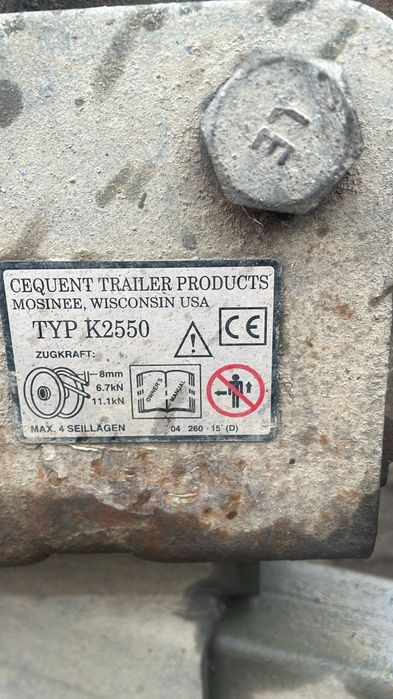 LE
CEQUENT TRAILER PRODUCTS
MOSINEE, WISCONSIN USA
TYP K2550
CE
ZUGKRAFT:
8mm
6.7kN
11.1kN
OWNER'S MANUAL
MAX. 4 SEILLAGEN 04 260 · 15 (D)